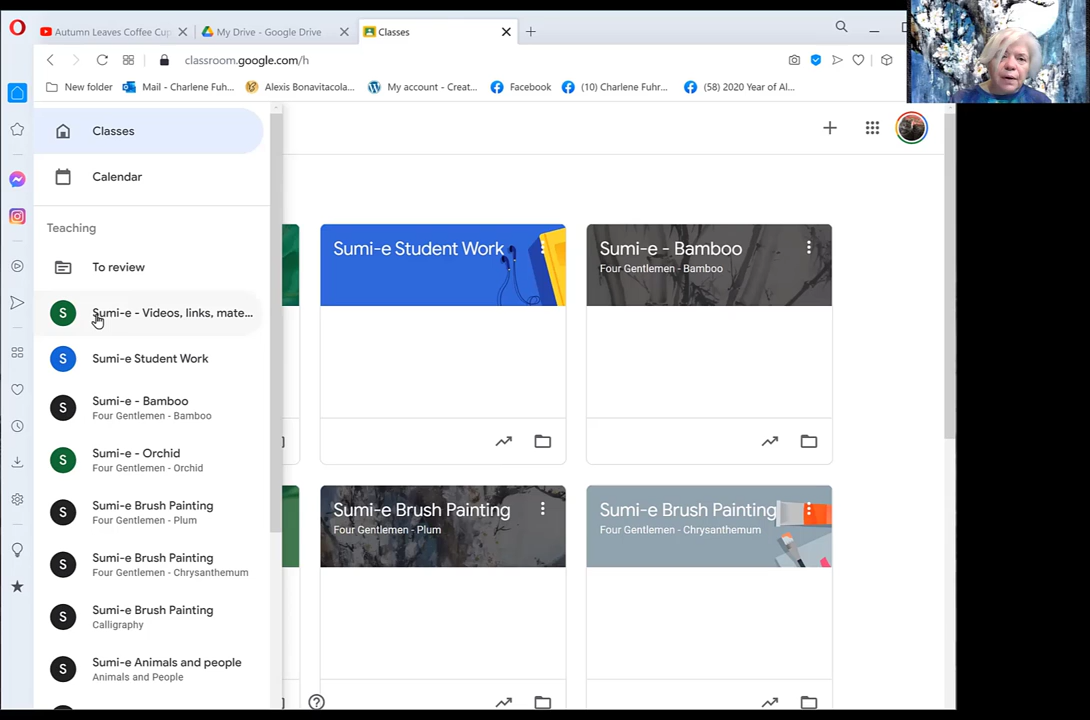 Autumn Leaves Coffee Cu
My Drive - Google Drive
Classes
classroom.google.com/h
New folder
Mail - Charlene Fuh...
Alexis Bonavitacola...
My account - Creat...
Facebook
(10) Charlene Fuhr...
(58) 2020 Year of Al...
Classes
Calendar
Teaching
To review
S
Sumi-e - Videos, links, mate...
S
Sumi-e Student Work
S
Sumi-e - Bamboo
Four Gentlemen - Bamboo
S
Sumi-e - Orchid
Four Gentlemen - Orchid
S
Sumi-e Brush Painting
Four Gentlemen - Plum
S
Sumi-e Brush Painting
Four Gentlemen - Chrysanthemum
S
Sumi-e Brush Painting
Calligraphy
S
Sumi-e Animals and people
Animals and People
Sumi-e Student Work
Sumi-e - Bamboo
Four Gentlemen - Bamboo
Sumi-e Brush Painting
Four Gentlemen - Plum
Sumi-e Brush Painting
Four Gentlemen - Chrysanthemum